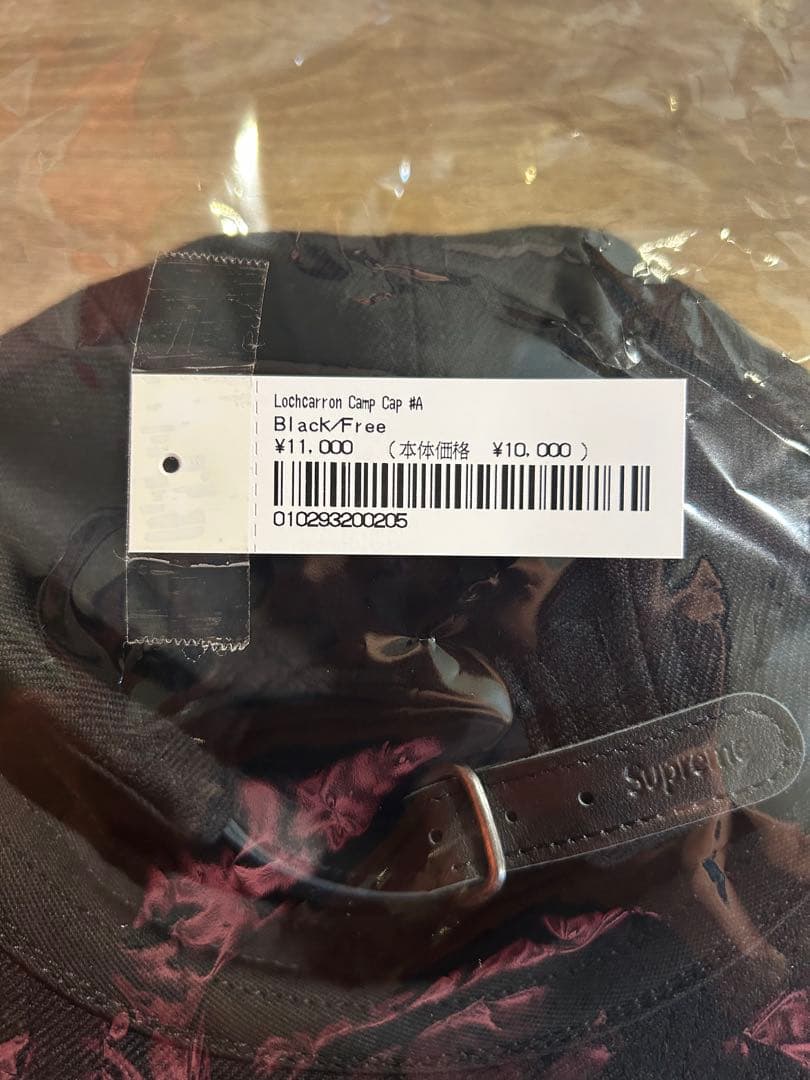 Lochcarron Camp Cap #A
Black/Free
¥11,000 (本体価格 ¥10,000 )
010293200205
Supreme